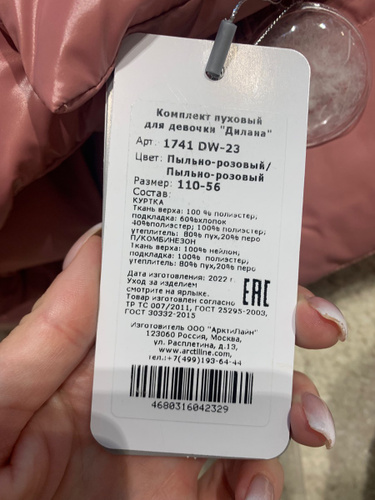 Комплект пуховый
для девочки "Дилана"
Арт. 1741 DW-23
Цвет: Пыльно-розовый/
Пыльно-розовый
Размер: 110-56
Состав:
КУРТКА
Ткань верха: 100 % полиэстер;
подкладка: 60%хлопок
40%полиэстер; 100% полиэстер;
утеплитель: 80% пух,20% перо
П/КОМБИНЕЗОН
Ткань верха: 100% нейлон;
подкладка: 100% полиэстер;
утеплитель: 80% пух,20% перо
Дата изготовления: 2022 г.
Уход за изделием
смотрите на ярлыке.
Товар изготовлен согласно
ТР ТС 007/2011, ГОСТ 25295-2003,
ГОСТ 30332-2015
EAC
Изготовитель ООО "АрктиЛайн"
123060 Россия, Москва,
ул. Расплетина, д.13,
www.arctiline.com,
тел.:+7(499)193-64-44
4680316042329